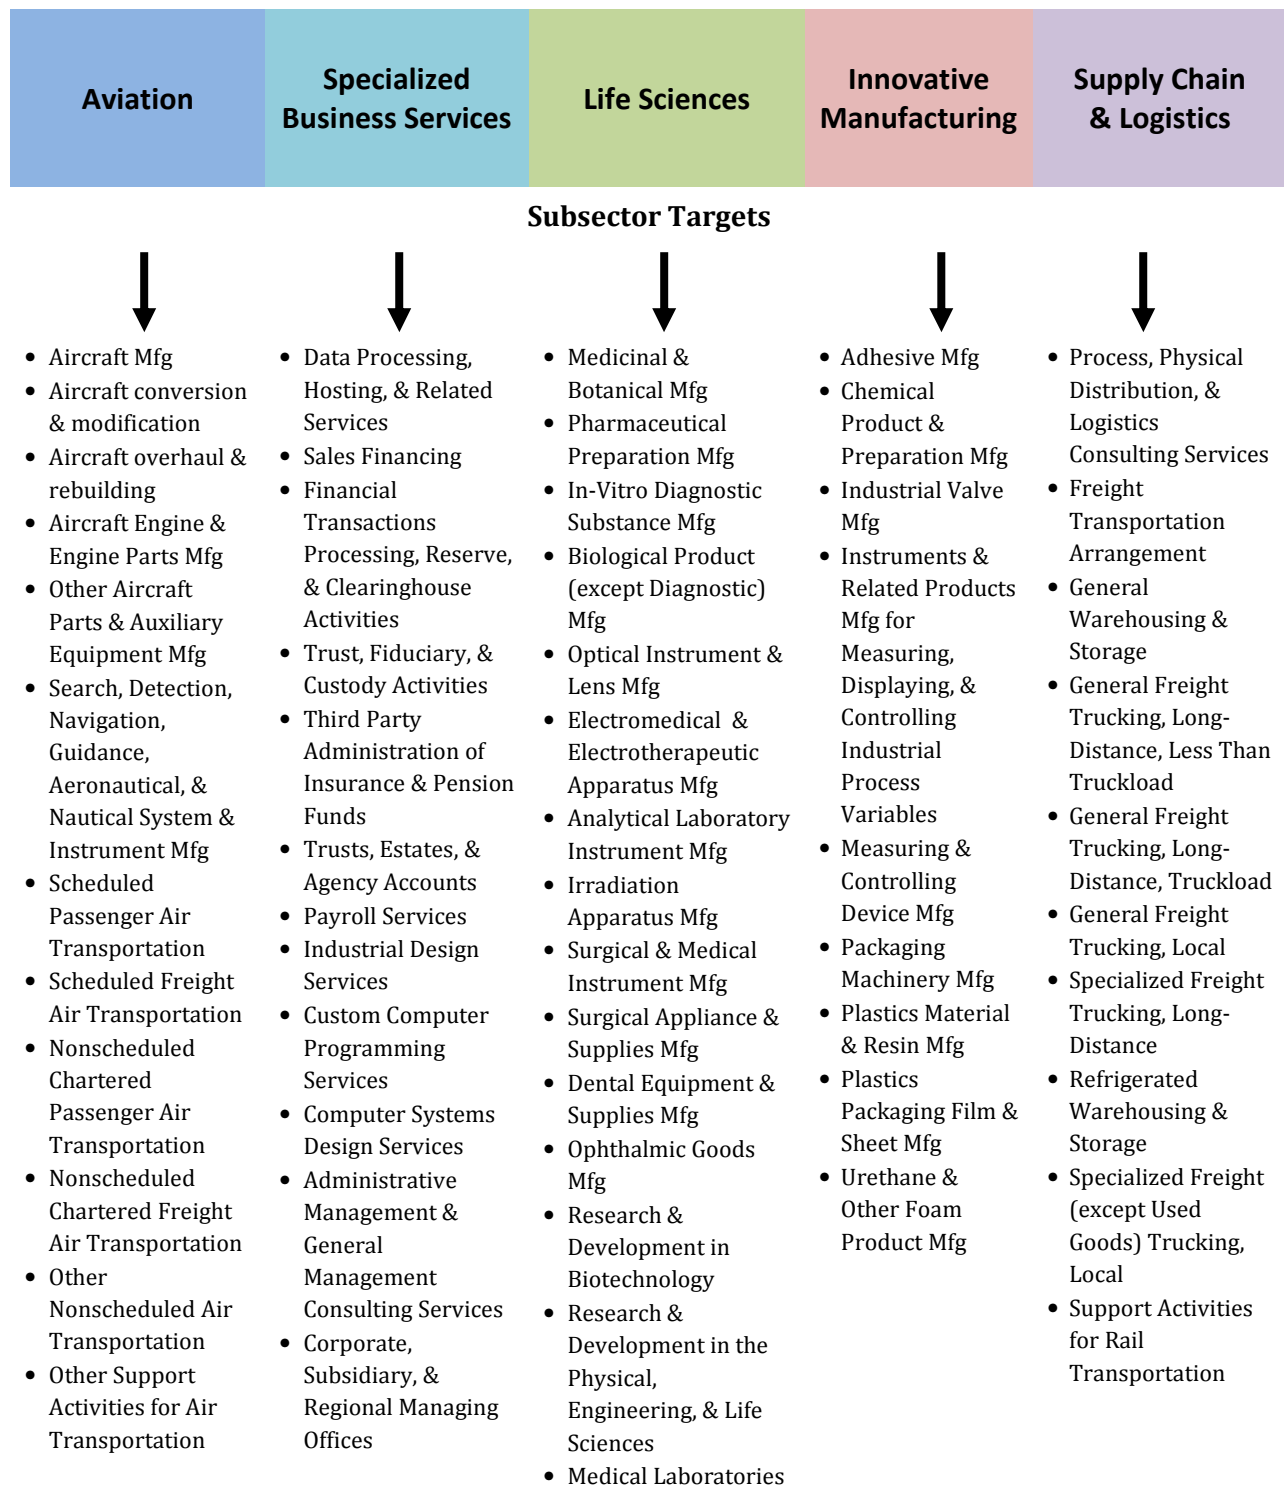 Aviation
Specialized
Business Services
Life Sciences
Innovative
Manufacturing
Supply Chain
& Logistics
Subsector Targets
• Aircraft Mfg
• Aircraft conversion
& modification
• Aircraft overhaul &
rebuilding
• Aircraft Engine &
Engine Parts Mfg
• Other Aircraft
Parts & Auxiliary
Equipment Mfg
• Search, Detection,
Navigation,
Guidance,
Aeronautical, &
Nautical System &
Instrument Mfg
• Scheduled
Passenger Air
Transportation
• Scheduled Freight
Air Transportation
• Nonscheduled
Chartered
Passenger Air
Transportation
• Nonscheduled
Chartered Freight
Air Transportation
• Other
Nonscheduled Air
Transportation
• Other Support
Activities for Air
Transportation
• Data Processing,
Hosting, & Related
Services
• Sales Financing
• Financial
Transactions
Processing, Reserve,
& Clearinghouse
Activities
• Trust, Fiduciary, &
Custody Activities
• Third Party
Administration of
Insurance & Pension
Funds
• Trusts, Estates, &
Agency Accounts
• Payroll Services
• Industrial Design
Services
• Custom Computer
Programming
Services
• Computer Systems
Design Services
• Administrative
Management &
General
Management
Consulting Services
• Corporate,
Subsidiary, &
Regional Managing
Offices
• Medicinal &
Botanical Mfg
• Pharmaceutical
Preparation Mfg
• In-Vitro Diagnostic
Substance Mfg
• Biological Product
(except Diagnostic)
Mfg
• Optical Instrument &
Lens Mfg
• Electromedical &
Electrotherapeutic
Apparatus Mfg
• Analytical Laboratory
Instrument Mfg
• Irradiation
Apparatus Mfg
• Surgical & Medical
Instrument Mfg
• Surgical Appliance &
Supplies Mfg
• Dental Equipment &
Supplies Mfg
• Ophthalmic Goods
Mfg
• Research &
Development in
Biotechnology
• Research &
Development in the
Physical,
Engineering, & Life
Sciences
• Medical Laboratories
• Adhesive Mfg
• Chemical
Product &
Preparation Mfg
• Industrial Valve
Mfg
• Instruments &
Related Products
Mfg for
Measuring,
Displaying, &
Controlling
Industrial
Process
Variables
• Measuring &
Controlling
Device Mfg
• Packaging
Machinery Mfg
• Plastics Material
& Resin Mfg
• Plastics
Packaging Film &
Sheet Mfg
• Urethane &
Other Foam
Product Mfg
• Process, Physical
Distribution, &
Logistics
Consulting Services
• Freight
Transportation
Arrangement
• General
Warehousing &
Storage
• General Freight
Trucking, Long-
Distance, Less Than
Truckload
• General Freight
Trucking, Long-
Distance, Truckload
• General Freight
Trucking, Local
• Specialized Freight
Trucking, Long-
Distance
• Refrigerated
Warehousing &
Storage
• Specialized Freight
(except Used
Goods) Trucking,
Local
• Support Activities
for Rail
Transportation